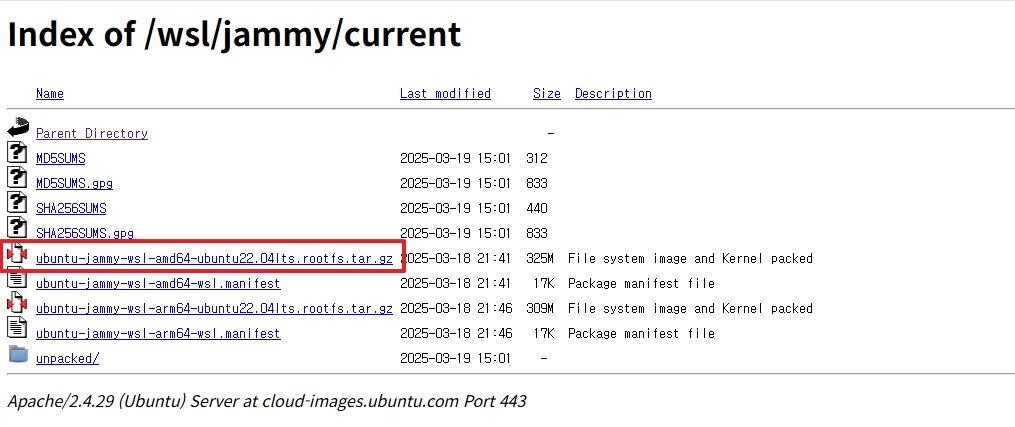 Index of /wsl/jammy/current
Name Last modified Size Description
Parent Directory -
MD5SUMS 2025-03-19 15:01 312
MD5SUMS.gpg 2025-03-19 15:01 833
SHA256SUMS 2025-03-19 15:01 440
SHA256SUMS.gpg 2025-03-19 15:01 833
ubuntu-jammy-wsl-amd64-ubuntu22.04lts.rootfs.tar.gz 2025-03-18 21:41 325M File system image and Kernel packed
ubuntu-jammy-wsl-amd64-wsl.manifest 2025-03-18 21:41 17K Package manifest file
ubuntu-jammy-wsl-arm64-ubuntu22.04lts.rootfs.tar.gz 2025-03-18 21:46 309M File system image and Kernel packed
ubuntu-jammy-wsl-arm64-wsl.manifest 2025-03-18 21:46 17K Package manifest file
unpacked/ 2025-03-19 15:01 -
Apache/2.4.29 (Ubuntu) Server at cloud-images.ubuntu.com Port 443